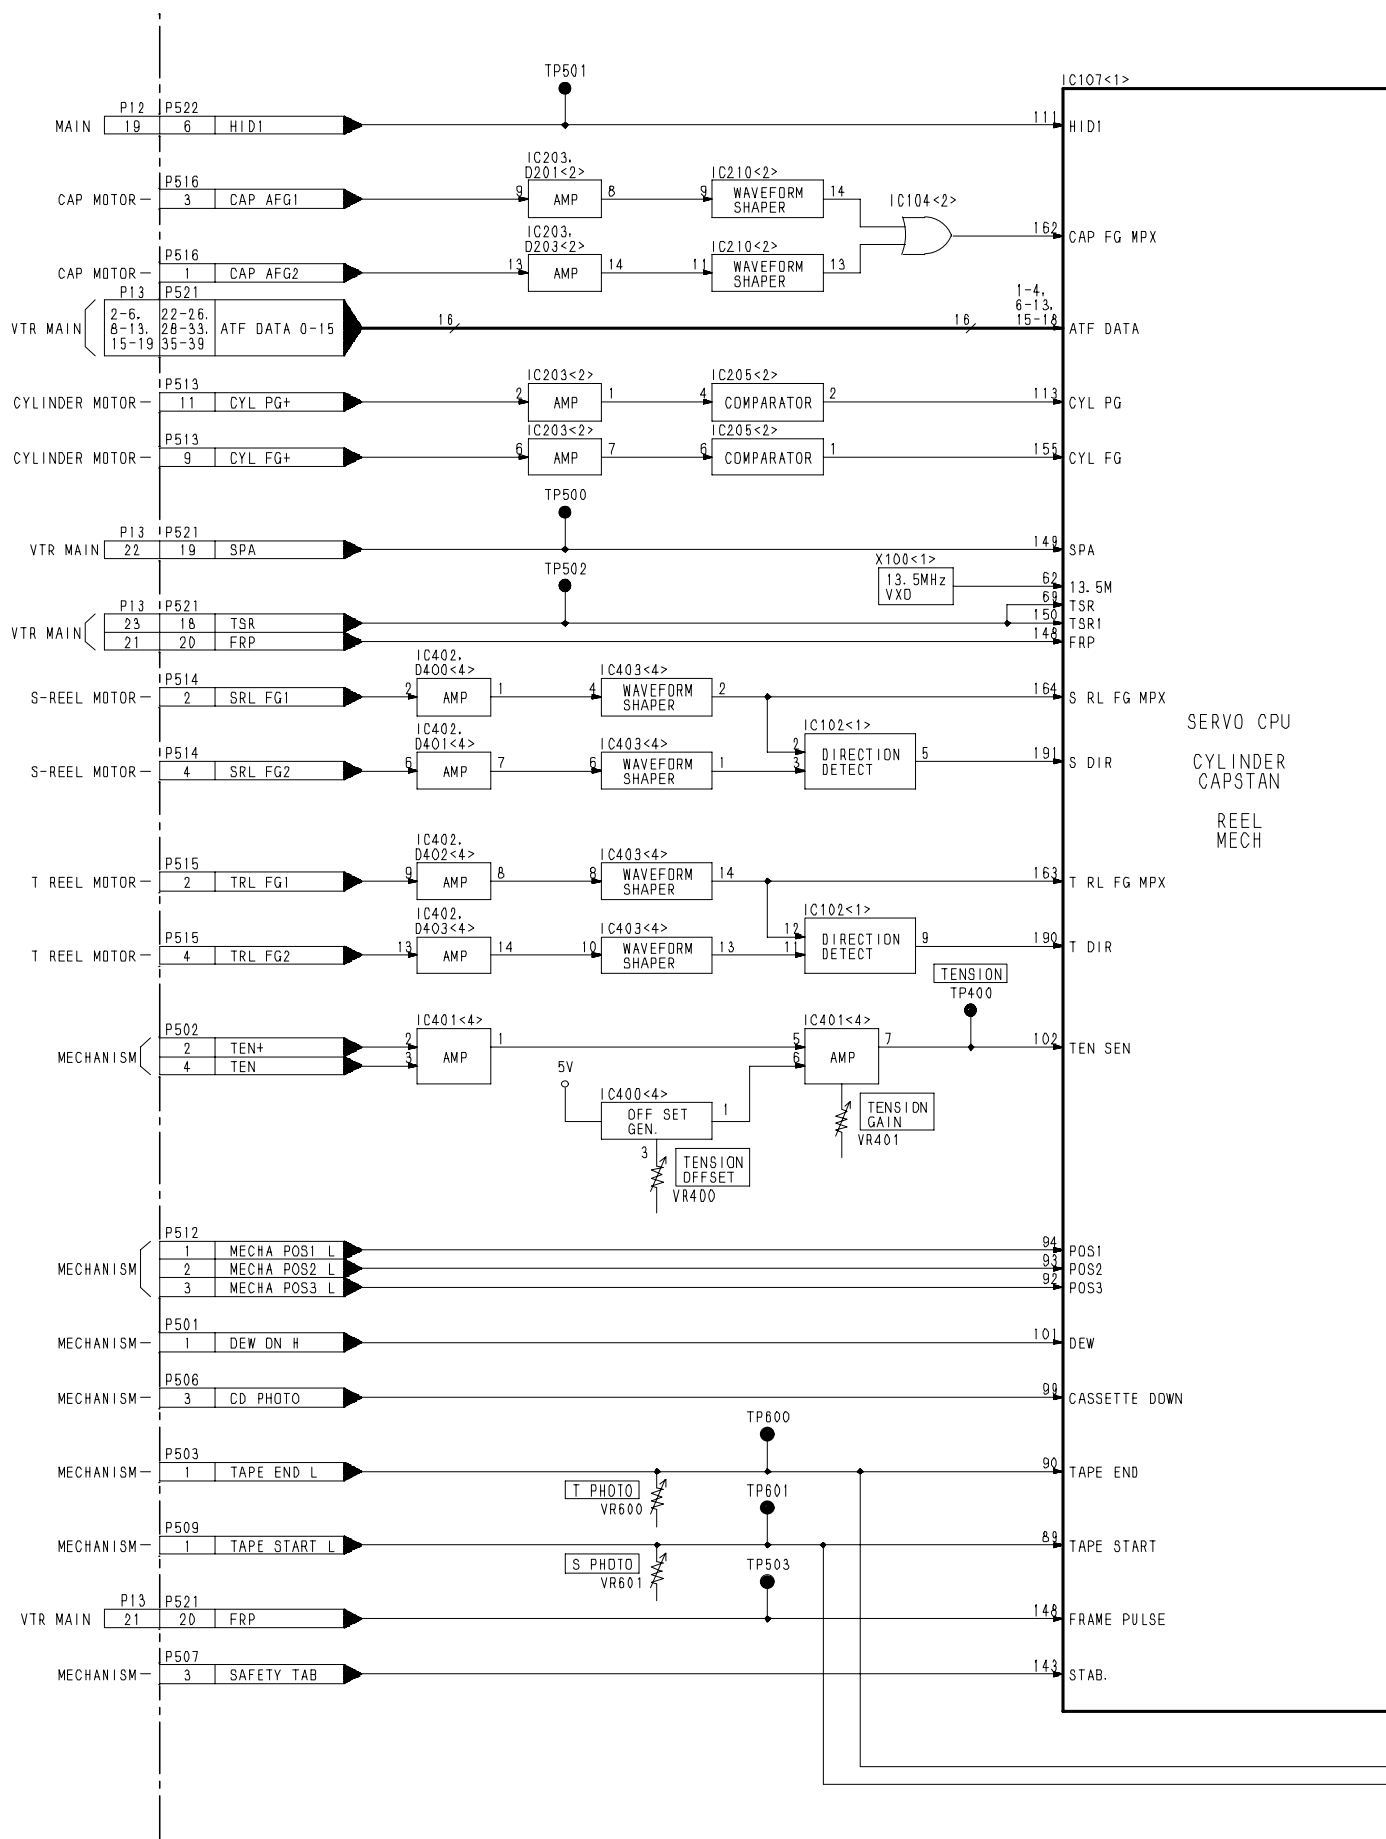 TP501
IC107<1>
P12 P522
MAIN 19 6 HID1 111 HID1
IC203,
D201<2> IC210<2>
P516
CAP MOTOR 3 CAP AFG1 9 AMP 8 9 WAVEFORM SHAPER 14 IC104<2>
162 CAP FG MPX
IC203,
D203<2> IC210<2>
P516
CAP MOTOR 1 CAP AFG2 13 AMP 14 11 WAVEFORM SHAPER 13
P13 P521
2-6, 22-26, 1-4,
VTR MAIN 8-13, 28-33, ATF DATA 0-15 16 16 6-13, ATF DATA
15-19 35-39 15-18
P513 IC203<2> IC205<2>
CYLINDER MOTOR 11 CYL PG+ 2 AMP 1 4 COMPARATOR 2 113 CYL PG
P513 IC203<2> IC205<2>
CYLINDER MOTOR 9 CYL FG+ 6 AMP 7 6 COMPARATOR 1 155 CYL FG
TP500
P13 P521
VTR MAIN 22 19 SPA 149 SPA
TP502 X100<1>
13.5MHz 62 13.5M
VXO 69 TSR
P13 P521
VTR MAIN 23 18 TSR 150 TSR1
21 20 FRP 148 FRP
IC402,
D400<4> IC403<4>
P514
S-REEL MOTOR 2 SRL FG1 2 AMP 1 4 WAVEFORM SHAPER 2 164 S RL FG MPX
IC402,
D401<4> IC403<4> IC102<1>
P514
S-REEL MOTOR 4 SRL FG2 6 AMP 7 6 WAVEFORM SHAPER 1 2 3 DIRECTION DETECT 5 191 S DIR
SERVO CPU
CYLINDER
CAPSTAN
REEL
MECH
IC402,
D402<4> IC403<4>
P515
T REEL MOTOR 2 TRL FG1 9 AMP 8 8 WAVEFORM SHAPER 14 163 T RL FG MPX
IC402,
D403<4> IC403<4> IC102<1>
P515
T REEL MOTOR 4 TRL FG2 13 AMP 14 10 WAVEFORM SHAPER 13 12 11 DIRECTION DETECT 9 190 T DIR
TENSION
TP400
P502 IC401<4> IC401<4>
MECHANISM 2 TEN+ 2 AMP 1 5 AMP 7 102 TEN SEN
4 TEN 3 6
5V
IC400<4>
OFF SET
GEN. 1
3
TENSION
OFFSET
VR400
TENSION
GAIN
VR401
P512
MECHANISM 1 MECHA POS1 L 94 POS1
2 MECHA POS2 L 93 POS2
3 MECHA POS3 L 92 POS3
P501
MECHANISM 1 DEW ON H 101 DEW
P506
MECHANISM 3 CD PHOTO 99 CASSETTE DOWN
TP600
P503
MECHANISM 1 TAPE END L 90 TAPE END
T PHOTO
VR600
TP601
P509
MECHANISM 1 TAPE START L 89 TAPE START
S PHOTO
VR601
TP503
P13 P521
VTR MAIN 21 20 FRP 148 FRAME PULSE
P507
MECHANISM 3 SAFETY TAB 143 STAB.